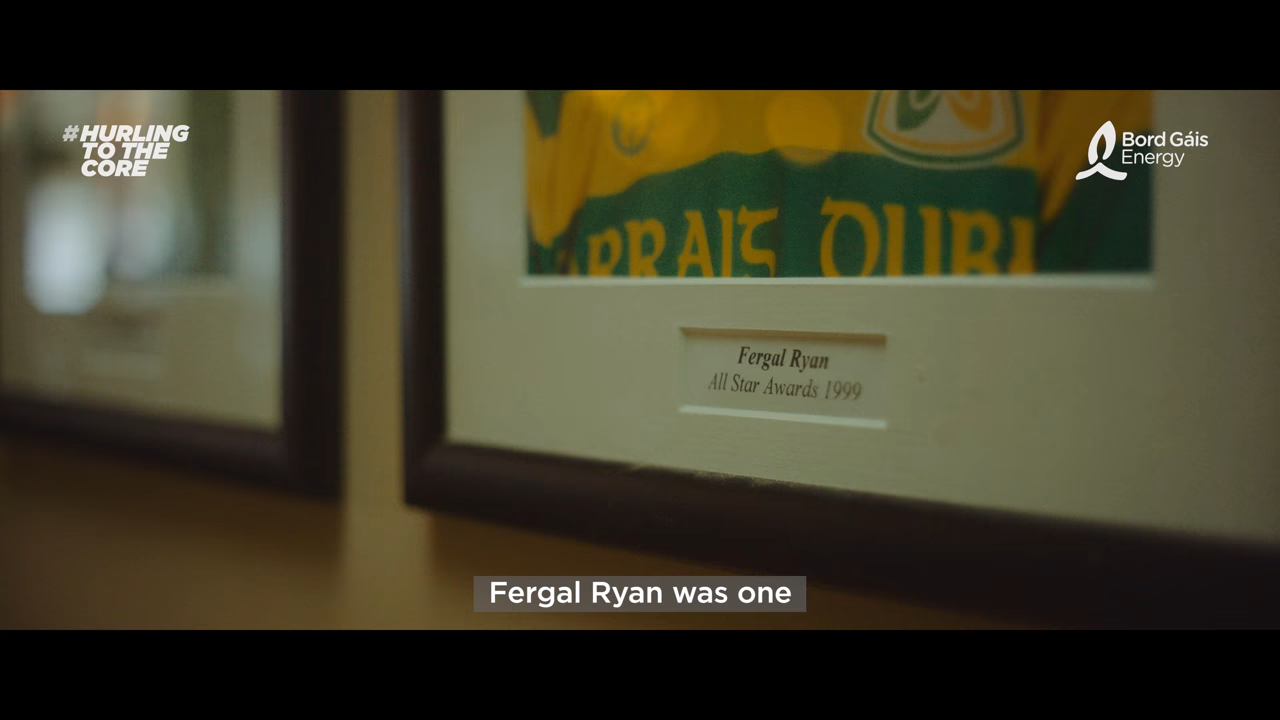 #HURLING
TO THE
CORE
Bord Gáis
Energy
Fergal Ryan
All Star Awards 1999
Fergal Ryan was one